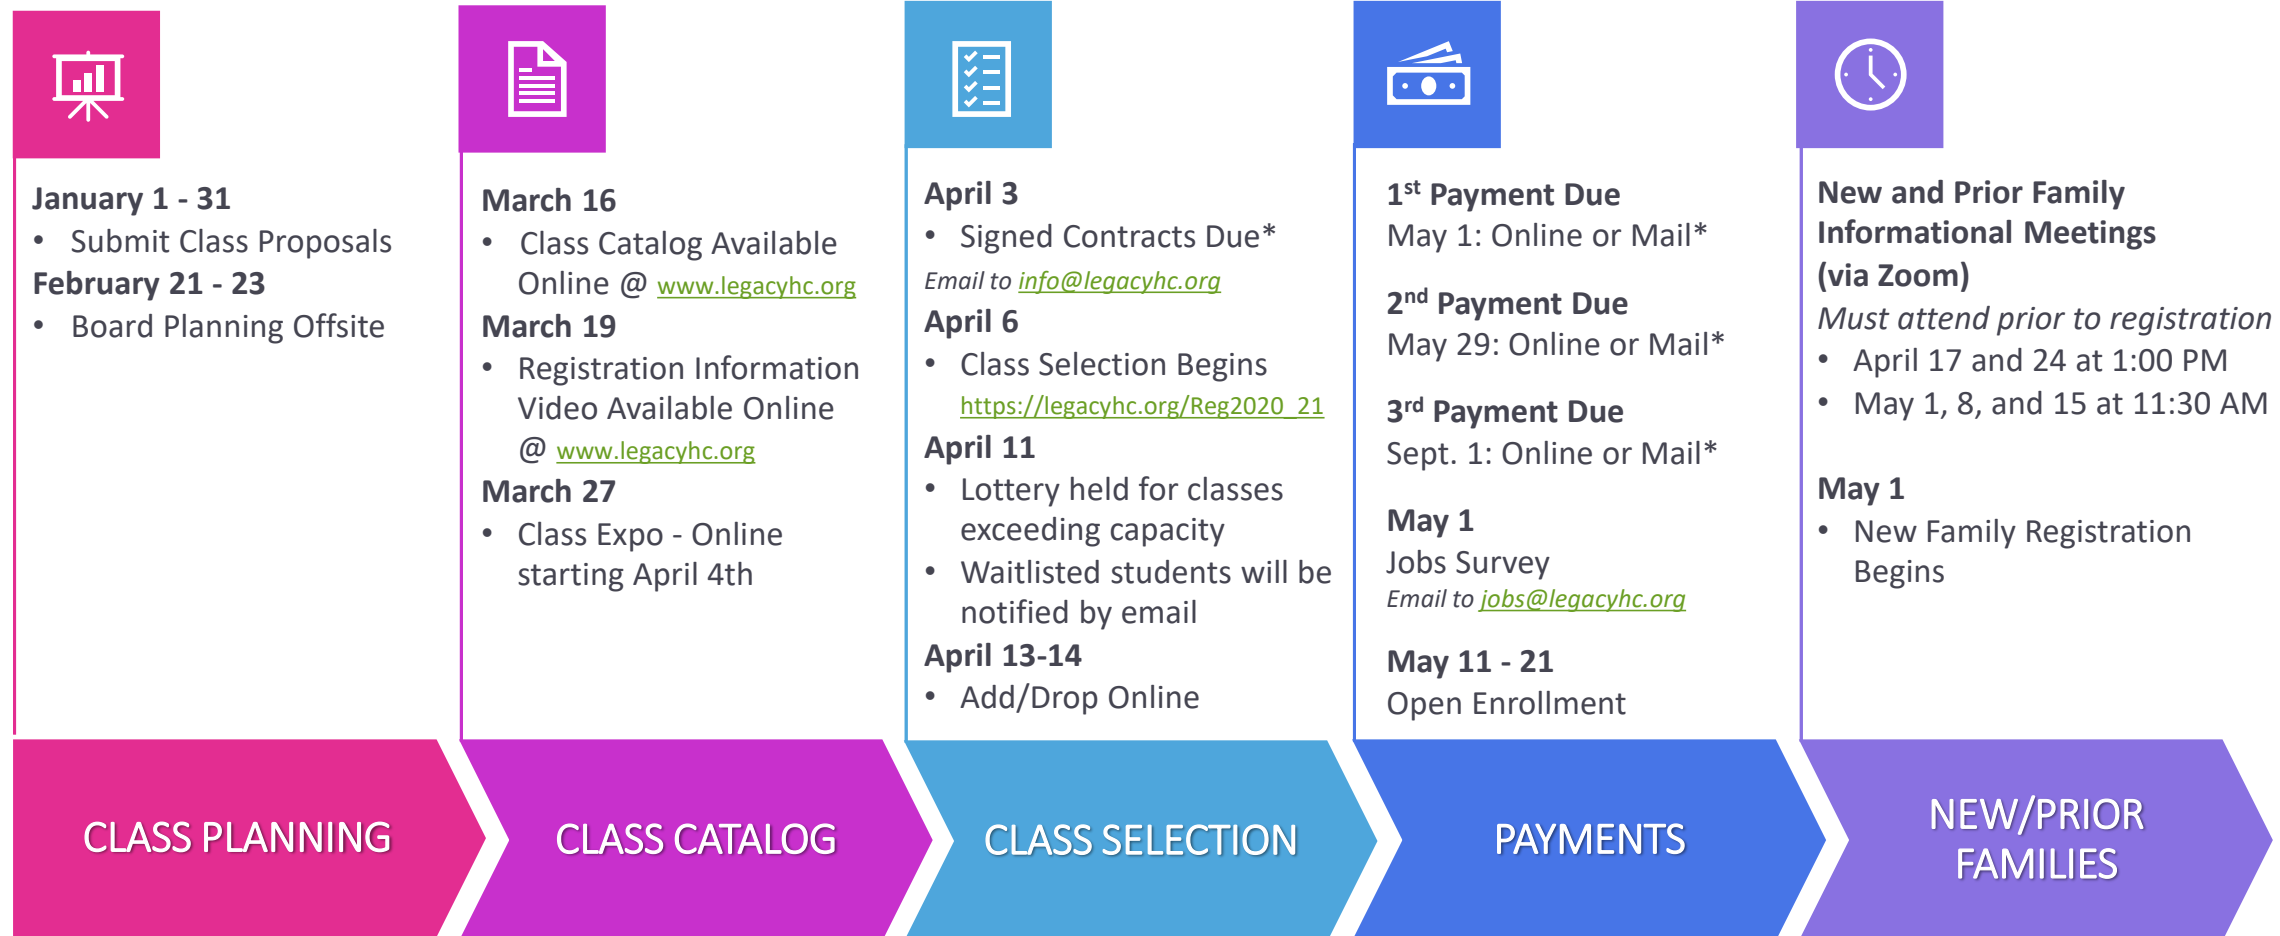 January 1 - 31
• Submit Class Proposals
February 21 - 23
• Board Planning Offsite
CLASS PLANNING
March 16
• Class Catalog Available
Online @ www.legacyhc.org
March 19
• Registration Information
Video Available Online
@ www.legacyhc.org
March 27
• Class Expo - Online
starting April 4th
CLASS CATALOG
April 3
• Signed Contracts Due*
Email to info@legacyhc.org
April 6
• Class Selection Begins
https://legacyhc.org/Reg2020_21
April 11
• Lottery held for classes
exceeding capacity
• Waitlisted students will be
notified by email
April 13-14
• Add/Drop Online
CLASS SELECTION
1st Payment Due
May 1: Online or Mail*
2nd Payment Due
May 29: Online or Mail*
3rd Payment Due
Sept. 1: Online or Mail*
May 1
Jobs Survey
Email to jobs@legacyhc.org
May 11 - 21
Open Enrollment
PAYMENTS
New and Prior Family
Informational Meetings
(via Zoom)
Must attend prior to registration
• April 17 and 24 at 1:00 PM
• May 1, 8, and 15 at 11:30 AM
May 1
• New Family Registration
Begins
NEW/PRIOR
FAMILIES